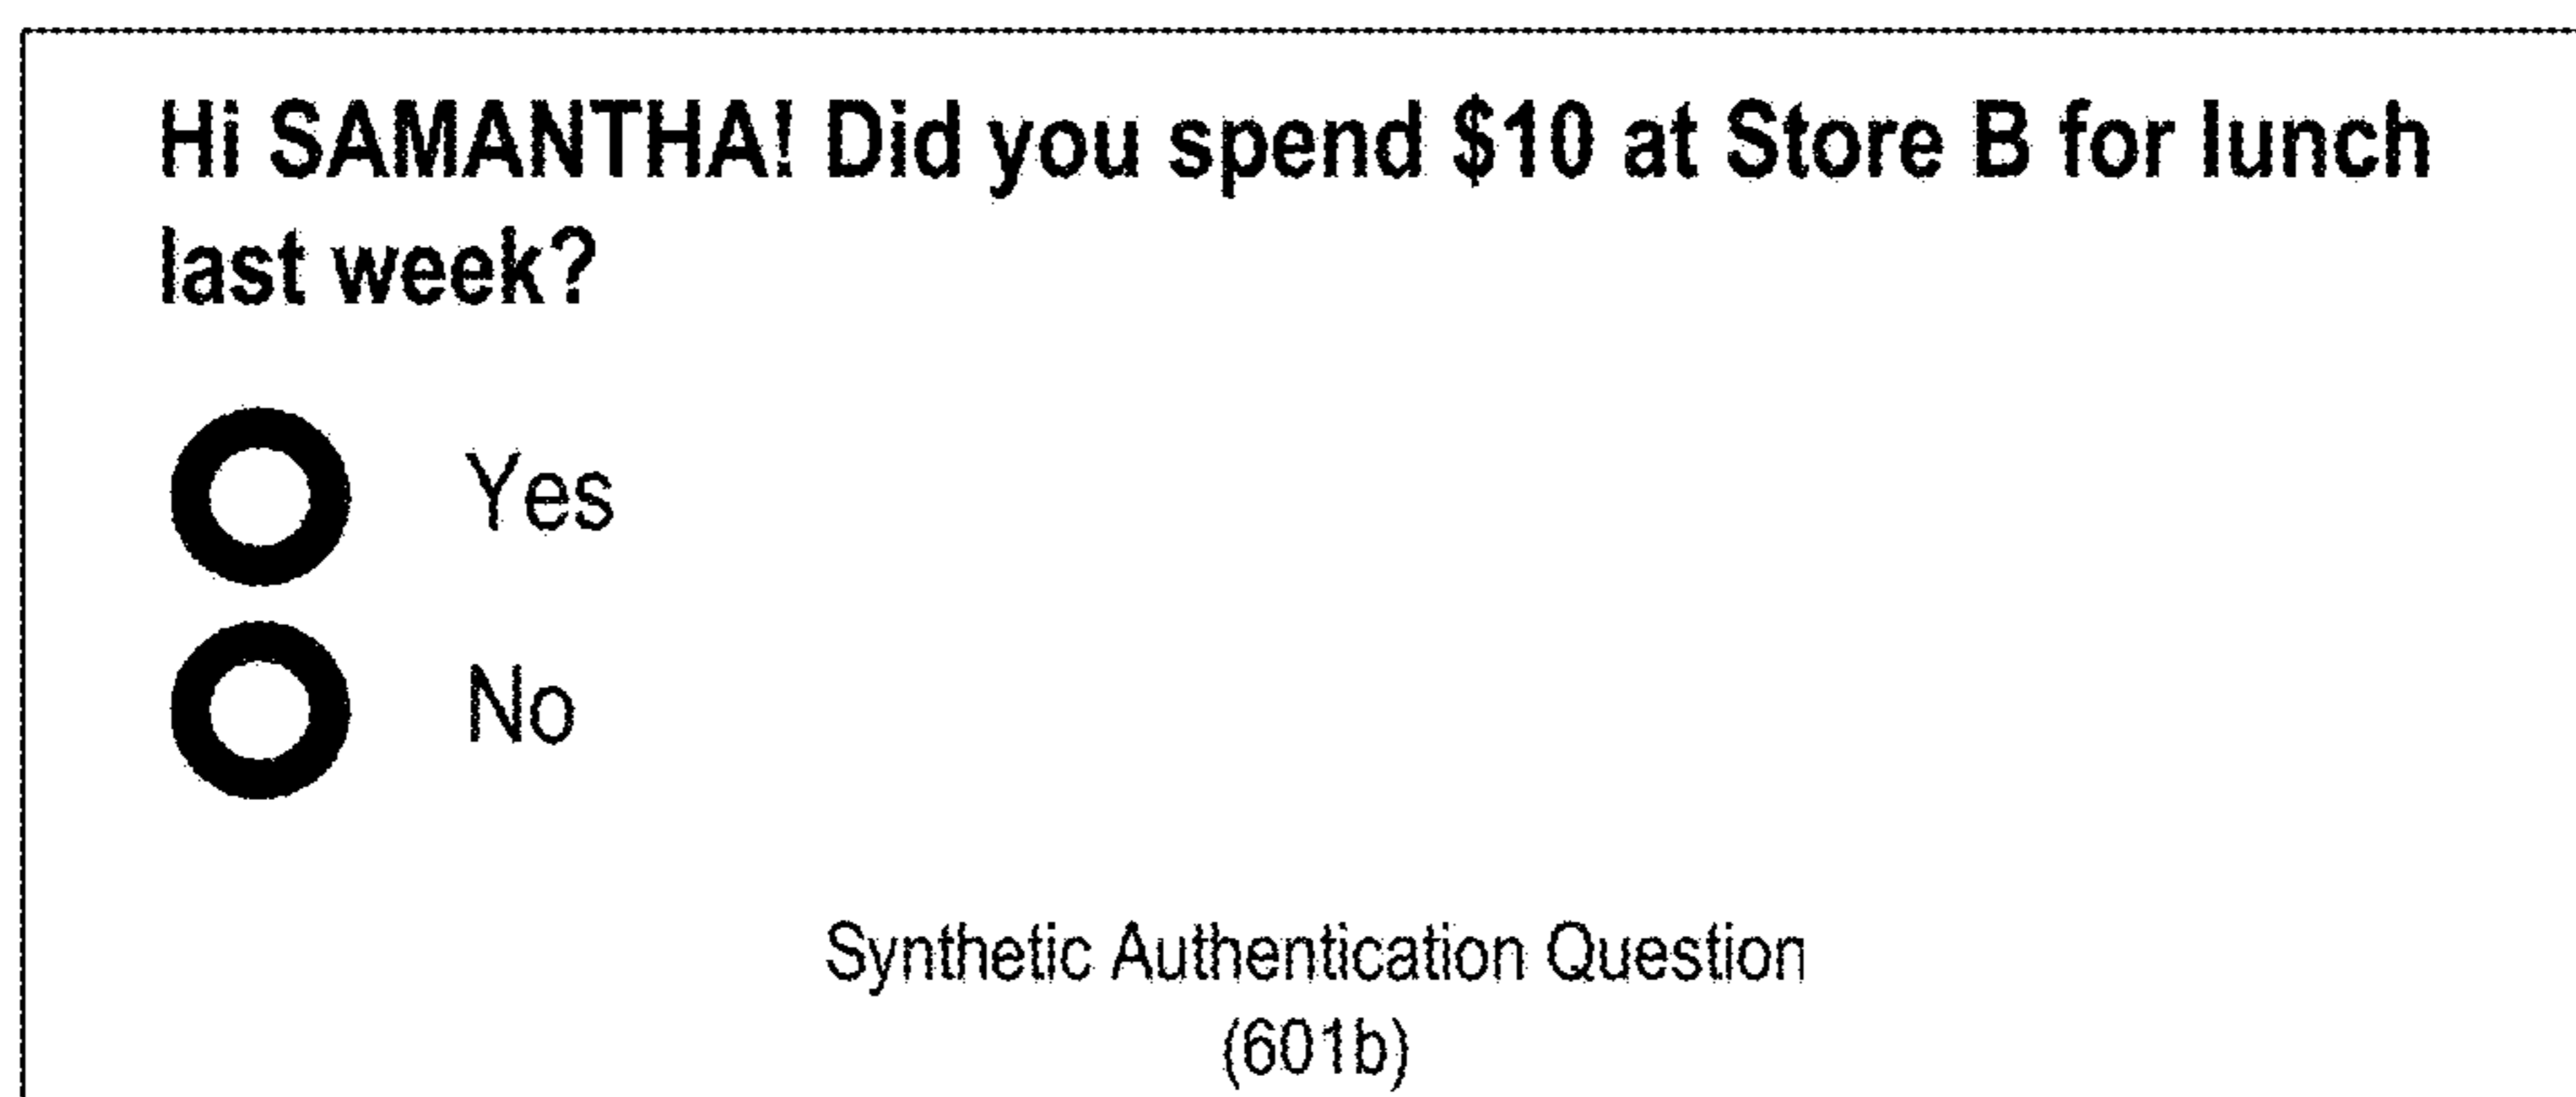 Hi SAMANTHA! Did you spend $10 at Store B for lunch
last week?
Yes
No
Synthetic Authentication Question
(601b)